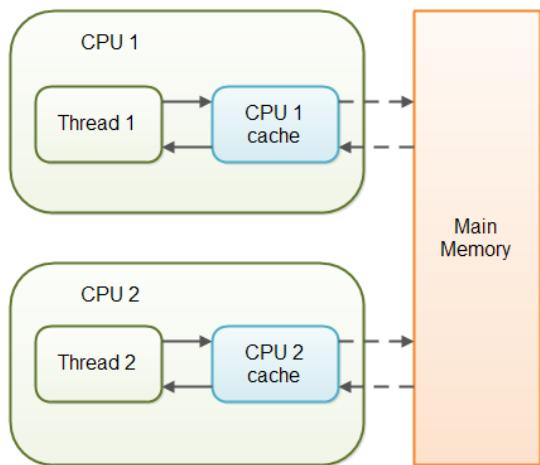 CPU 1
Thread 1
CPU 1
cache
Main
Memory
CPU 2
Thread 2
CPU 2
cache